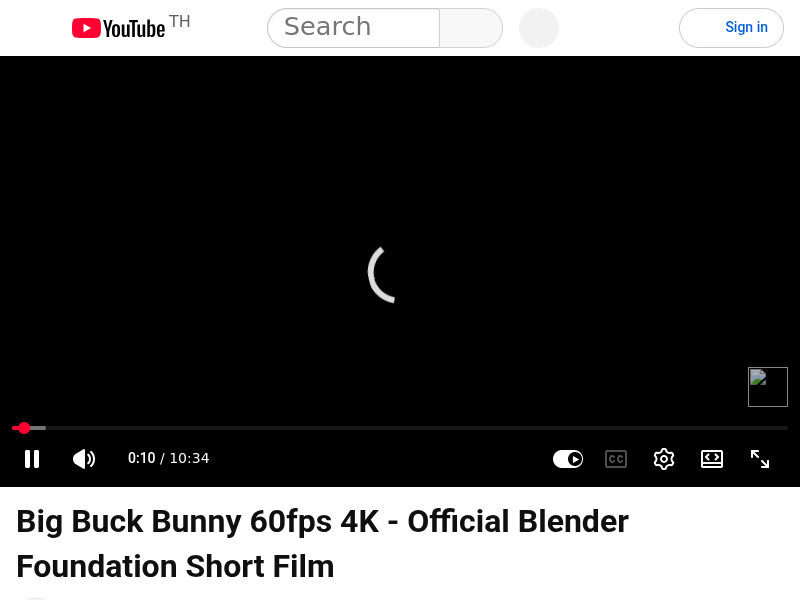 YouTube TH
Search
Sign in
0:10 / 10:34
CC
Big Buck Bunny 60fps 4K - Official Blender
Foundation Short Film